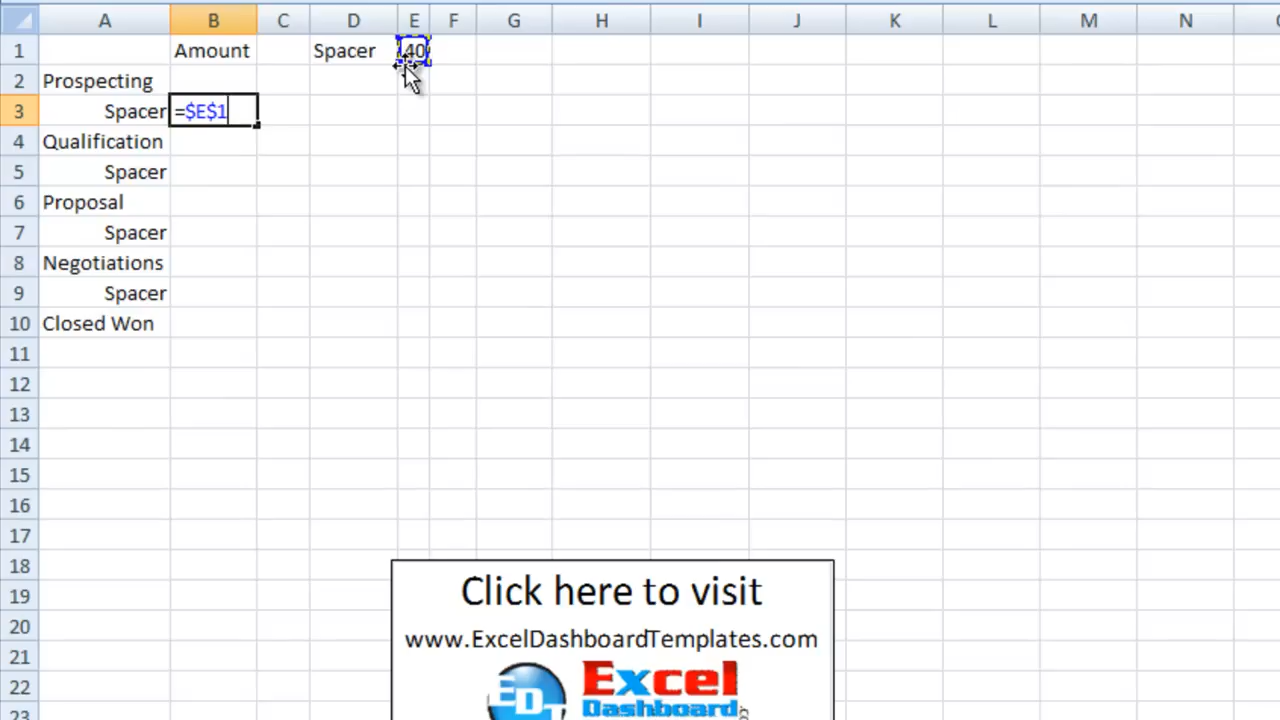 A B C D E F G H I J K L M N
1 Amount Spacer 40
2 Prospecting
3 Spacer =$E$1
4 Qualification
5 Spacer
6 Proposal
7 Spacer
8 Negotiations
9 Spacer
10 Closed Won
11
12
13
14
15
16
17
18
19
20
21
22
23
Click here to visit
www.ExcelDashboardTemplates.com
EDT Excel
Dashboard